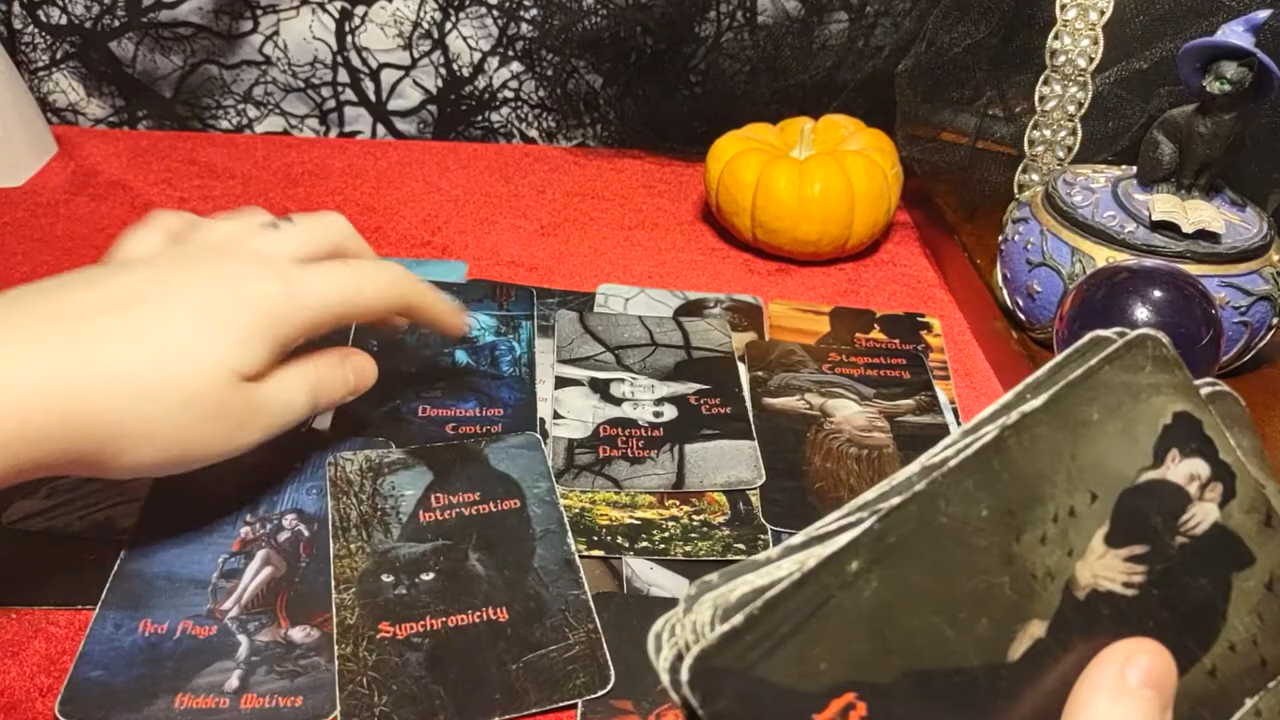 Adventure
Stagnation
Complacency
True
Love
Potential
Life
Partner
Domination
Control
Divine
Intervention
Synchronicity
Red Flags
Hidden Motives